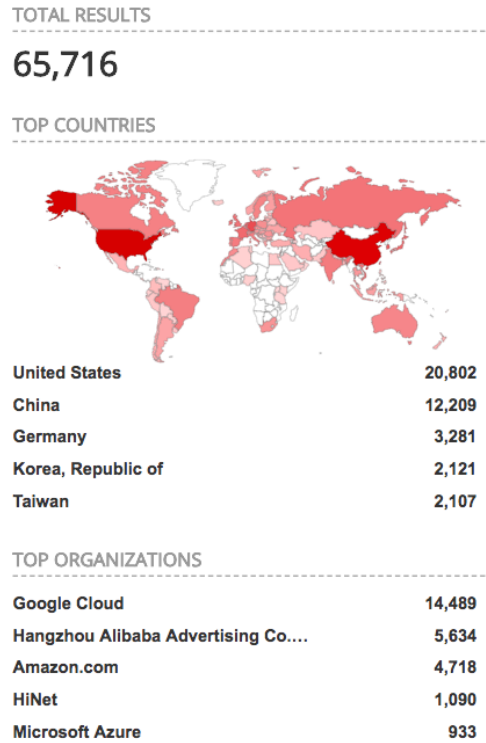 TOTAL RESULTS
65,716
TOP COUNTRIES
United States 20,802
China 12,209
Germany 3,281
Korea, Republic of 2,121
Taiwan 2,107
TOP ORGANIZATIONS
Google Cloud 14,489
Hangzhou Alibaba Advertising Co.... 5,634
Amazon.com 4,718
HiNet 1,090
Microsoft Azure 933